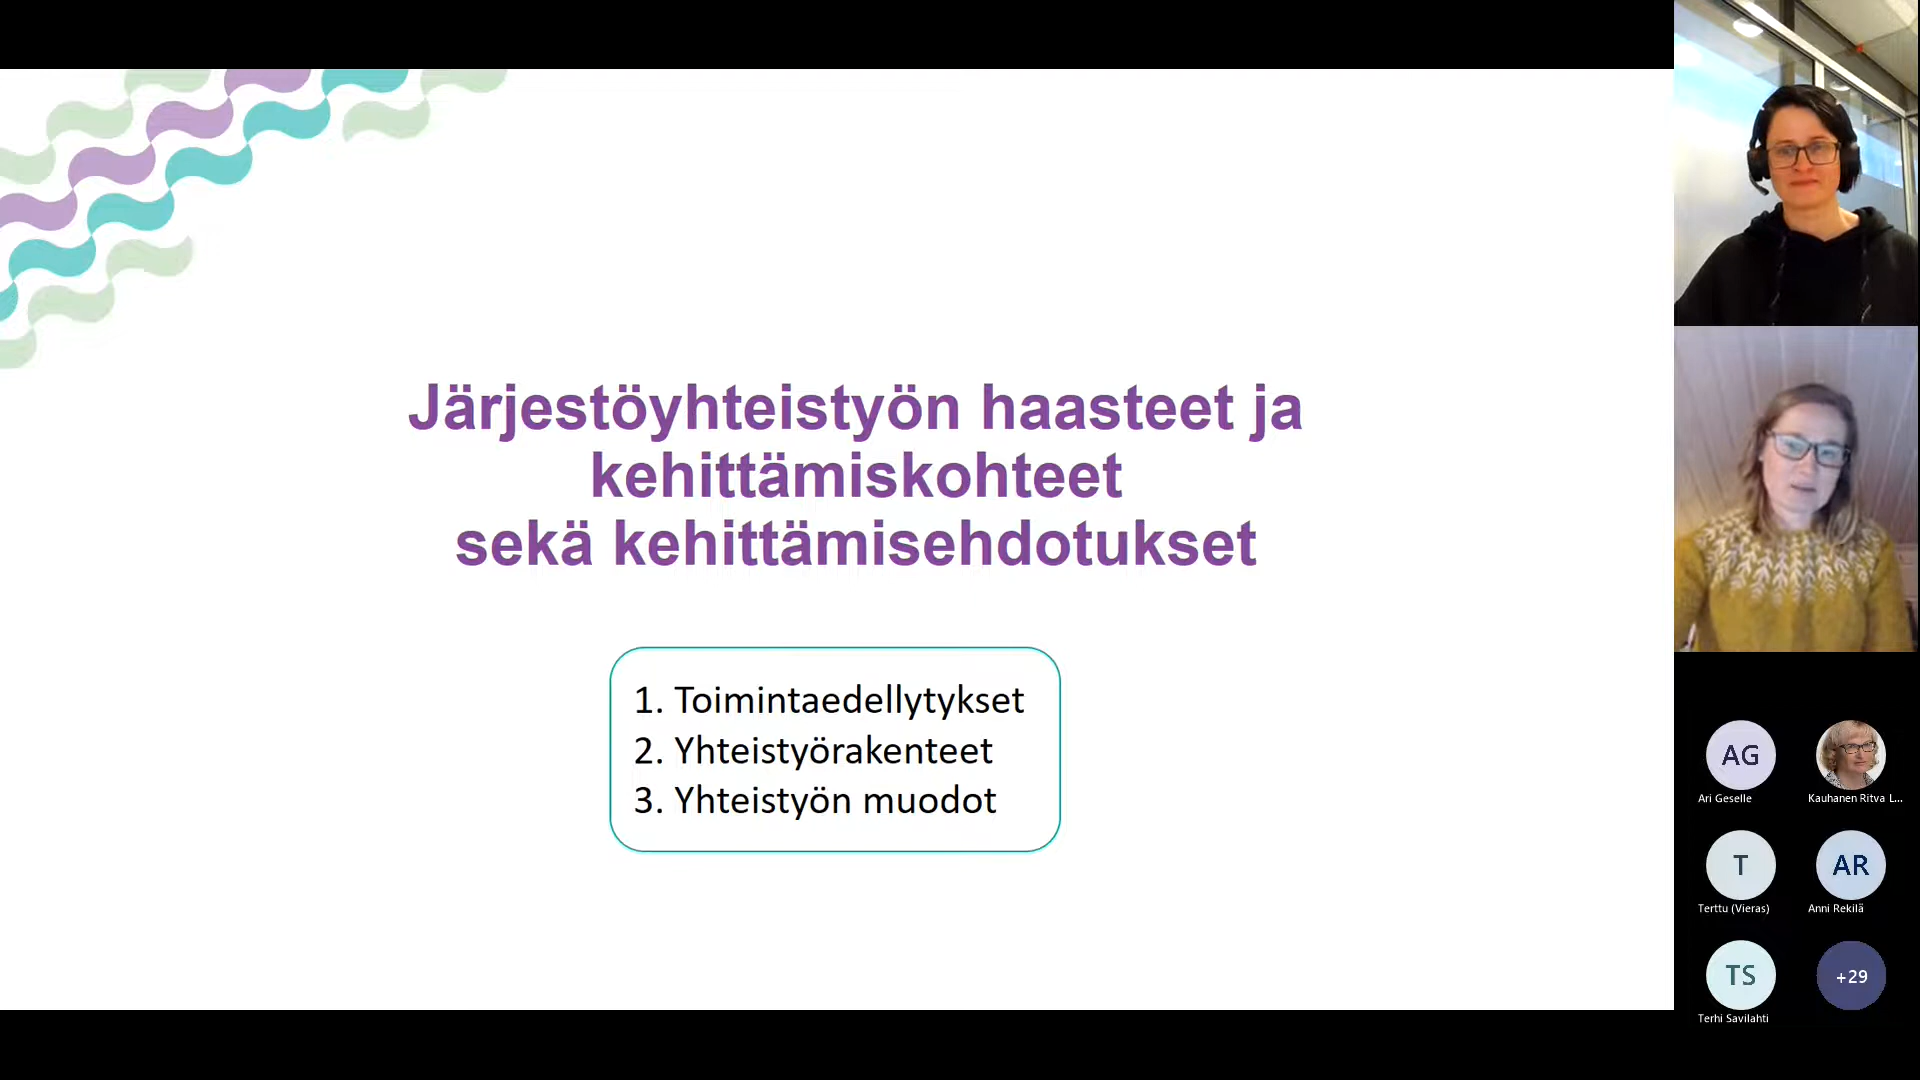 Järjestöyhteistyön haasteet ja
kehittämiskohteet
sekä kehittämisehdotukset
1. Toimintaedellytykset
2. Yhteistyörakenteet
3. Yhteistyön muodot
AG
Ari Geselle
Kauhanen Ritva L...
T
Terttu (Vieras)
AR
Anni Rekilä
TS
Terhi Savilahti
+29